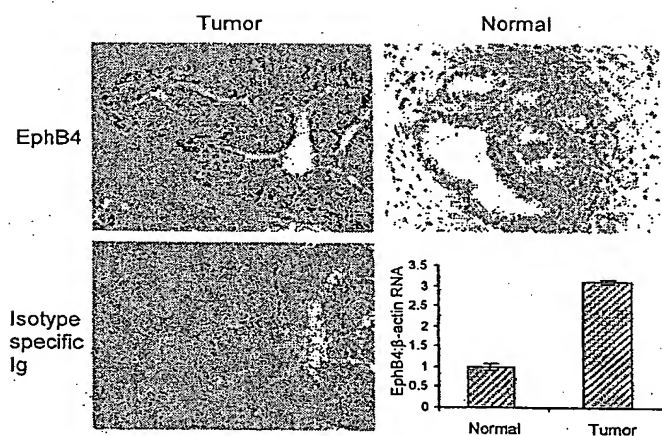 Tumor
Normal
EphB4
Isotype
specific
Ig
EphB4:β-actin RNA
3.5
3
2.5
2
1.5
1
0.5
0
Normal
Tumor